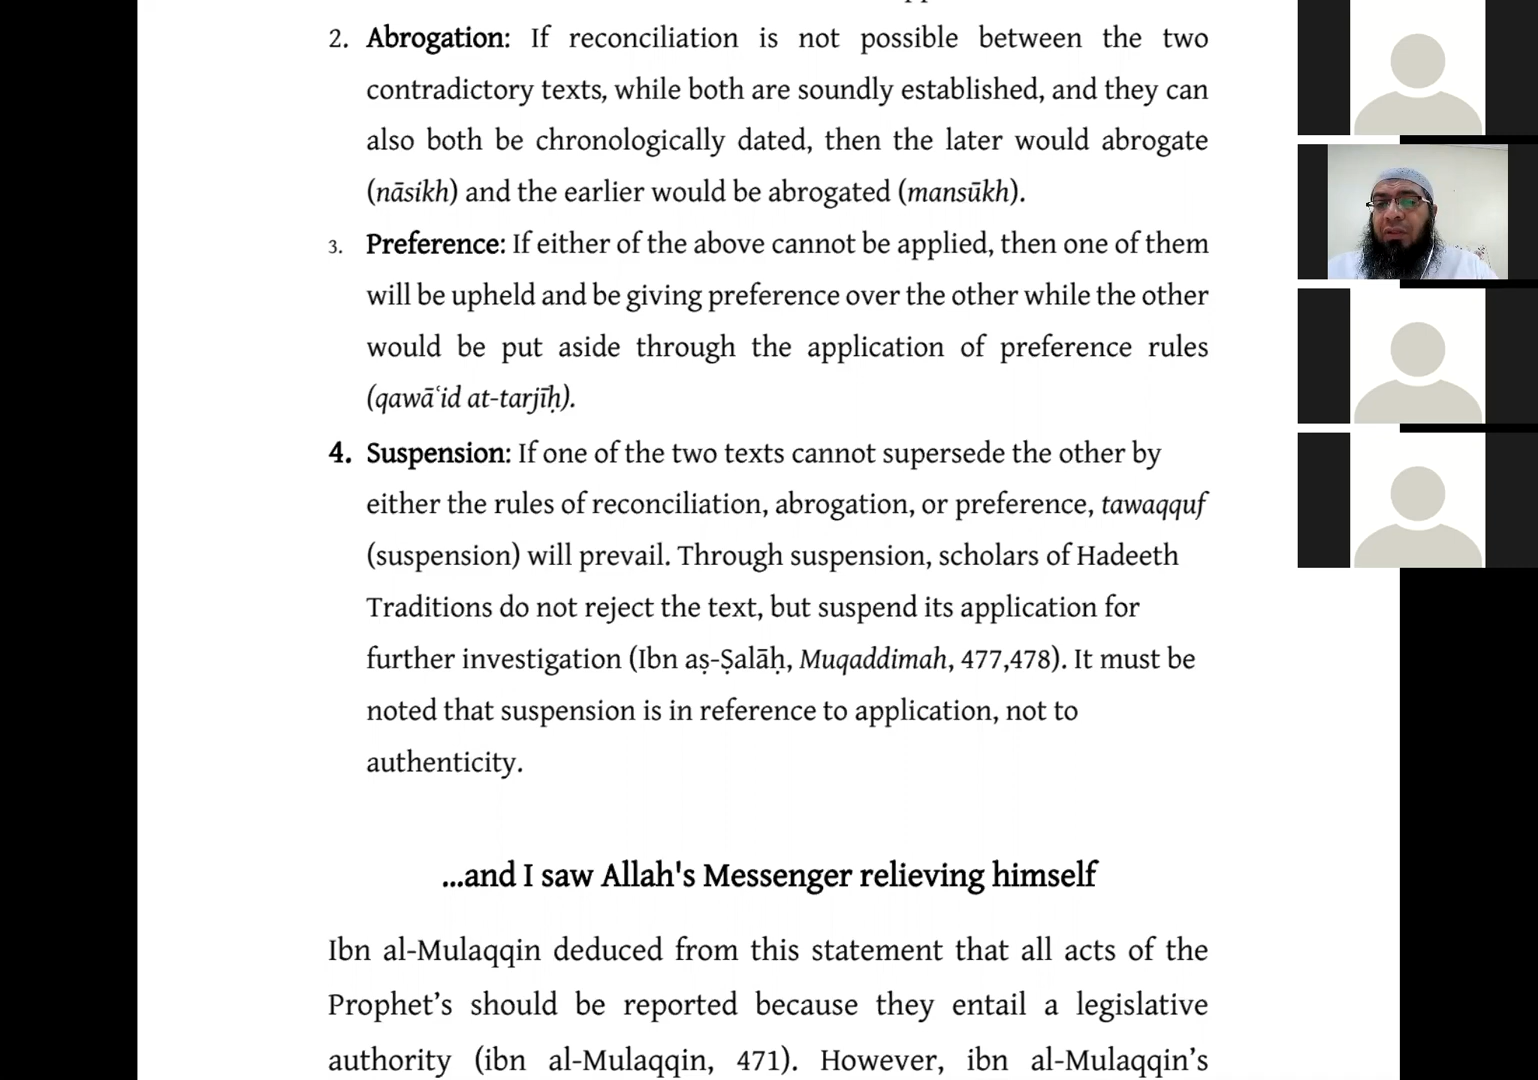 2. Abrogation: If reconciliation is not possible between the two
contradictory texts, while both are soundly established, and they can
also both be chronologically dated, then the later would abrogate
(nāsikh) and the earlier would be abrogated (mansūkh).
3. Preference: If either of the above cannot be applied, then one of them
will be upheld and be giving preference over the other while the other
would be put aside through the application of preference rules
(qawāʿid at-tarjīḥ).
4. Suspension: If one of the two texts cannot supersede the other by
either the rules of reconciliation, abrogation, or preference, tawaqquf
(suspension) will prevail. Through suspension, scholars of Hadeeth
Traditions do not reject the text, but suspend its application for
further investigation (Ibn aṣ-Ṣalāḥ, Muqaddimah, 477,478). It must be
noted that suspension is in reference to application, not to
authenticity.
...and I saw Allah's Messenger relieving himself
Ibn al-Mulaqqin deduced from this statement that all acts of the
Prophet’s should be reported because they entail a legislative
authority (ibn al-Mulaqqin, 471). However, ibn al-Mulaqqin’s